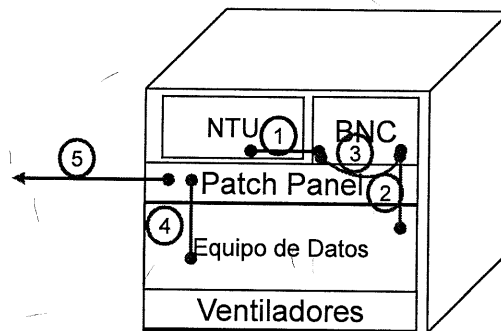 NTU 1 BNC
3
5
Patch Panel
2
4
Equipo de Datos
Ventiladores